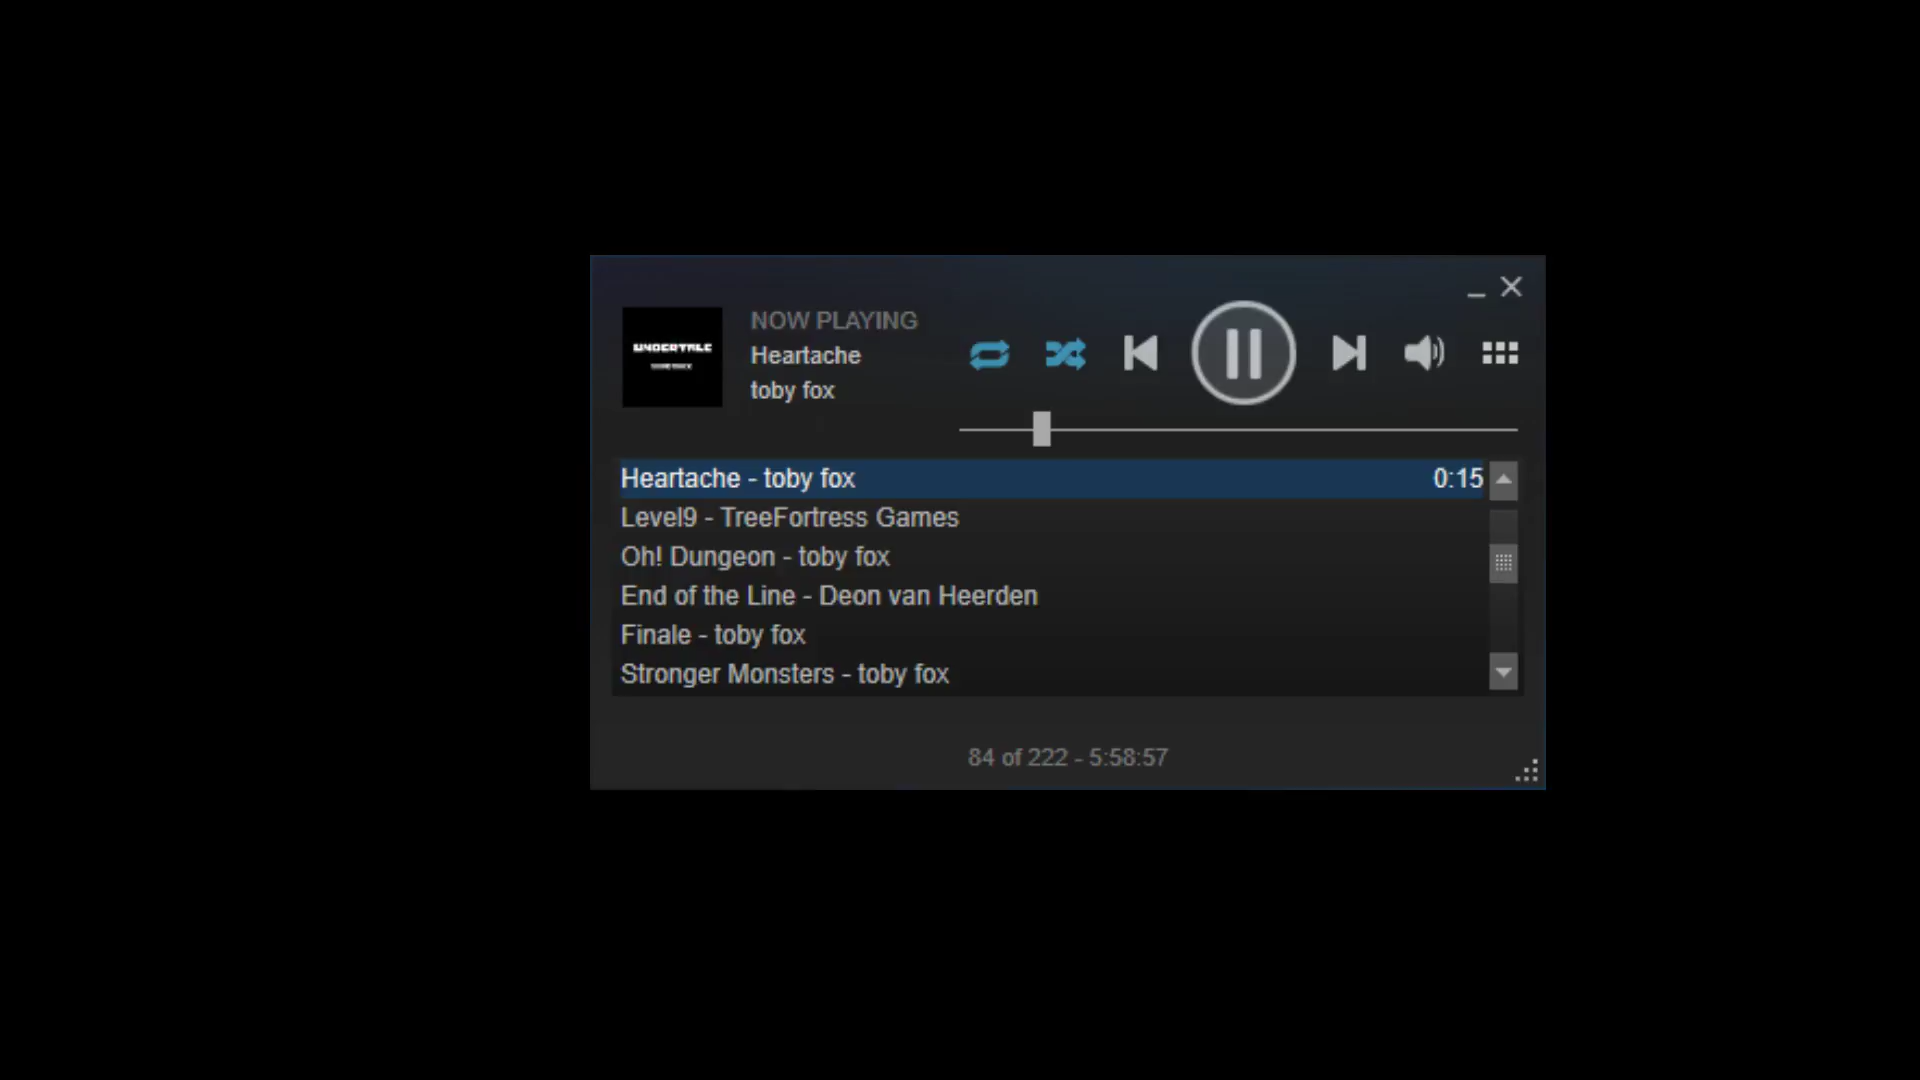 UNDERTALE
SOUNDTRACK
NOW PLAYING
Heartache
toby fox
Heartache - toby fox 0:15
Level9 - TreeFortress Games
Oh! Dungeon - toby fox
End of the Line - Deon van Heerden
Finale - toby fox
Stronger Monsters - toby fox
84 of 222 - 5:58:57